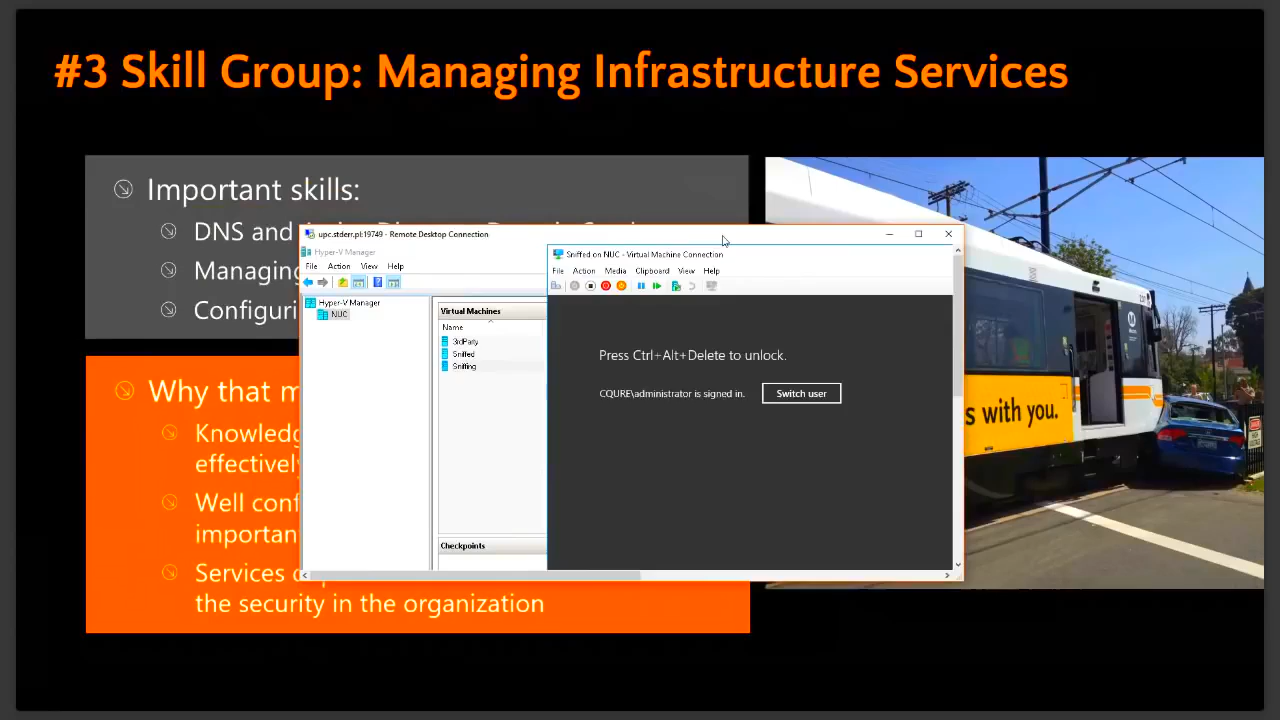 #3 Skill Group: Managing Infrastructure Services
Important skills:
DNS and
Managing
Configuri
Why that m
Knowledg
effectively
Well conf
important
Services
the security in the organization
upc.stderr.pl:19749 - Remote Desktop Connection
Hyper-V Manager
File Action View Help
Hyper-V Manager
NUC
Virtual Machines
Name
3rdParty
Sniffed
Sniffing
Checkpoints
Sniffed on NUC - Virtual Machine Connection
File Action Media Clipboard View Help
Press Ctrl+Alt+Delete to unlock.
CQURE\administrator is signed in.
Switch user
s with you.